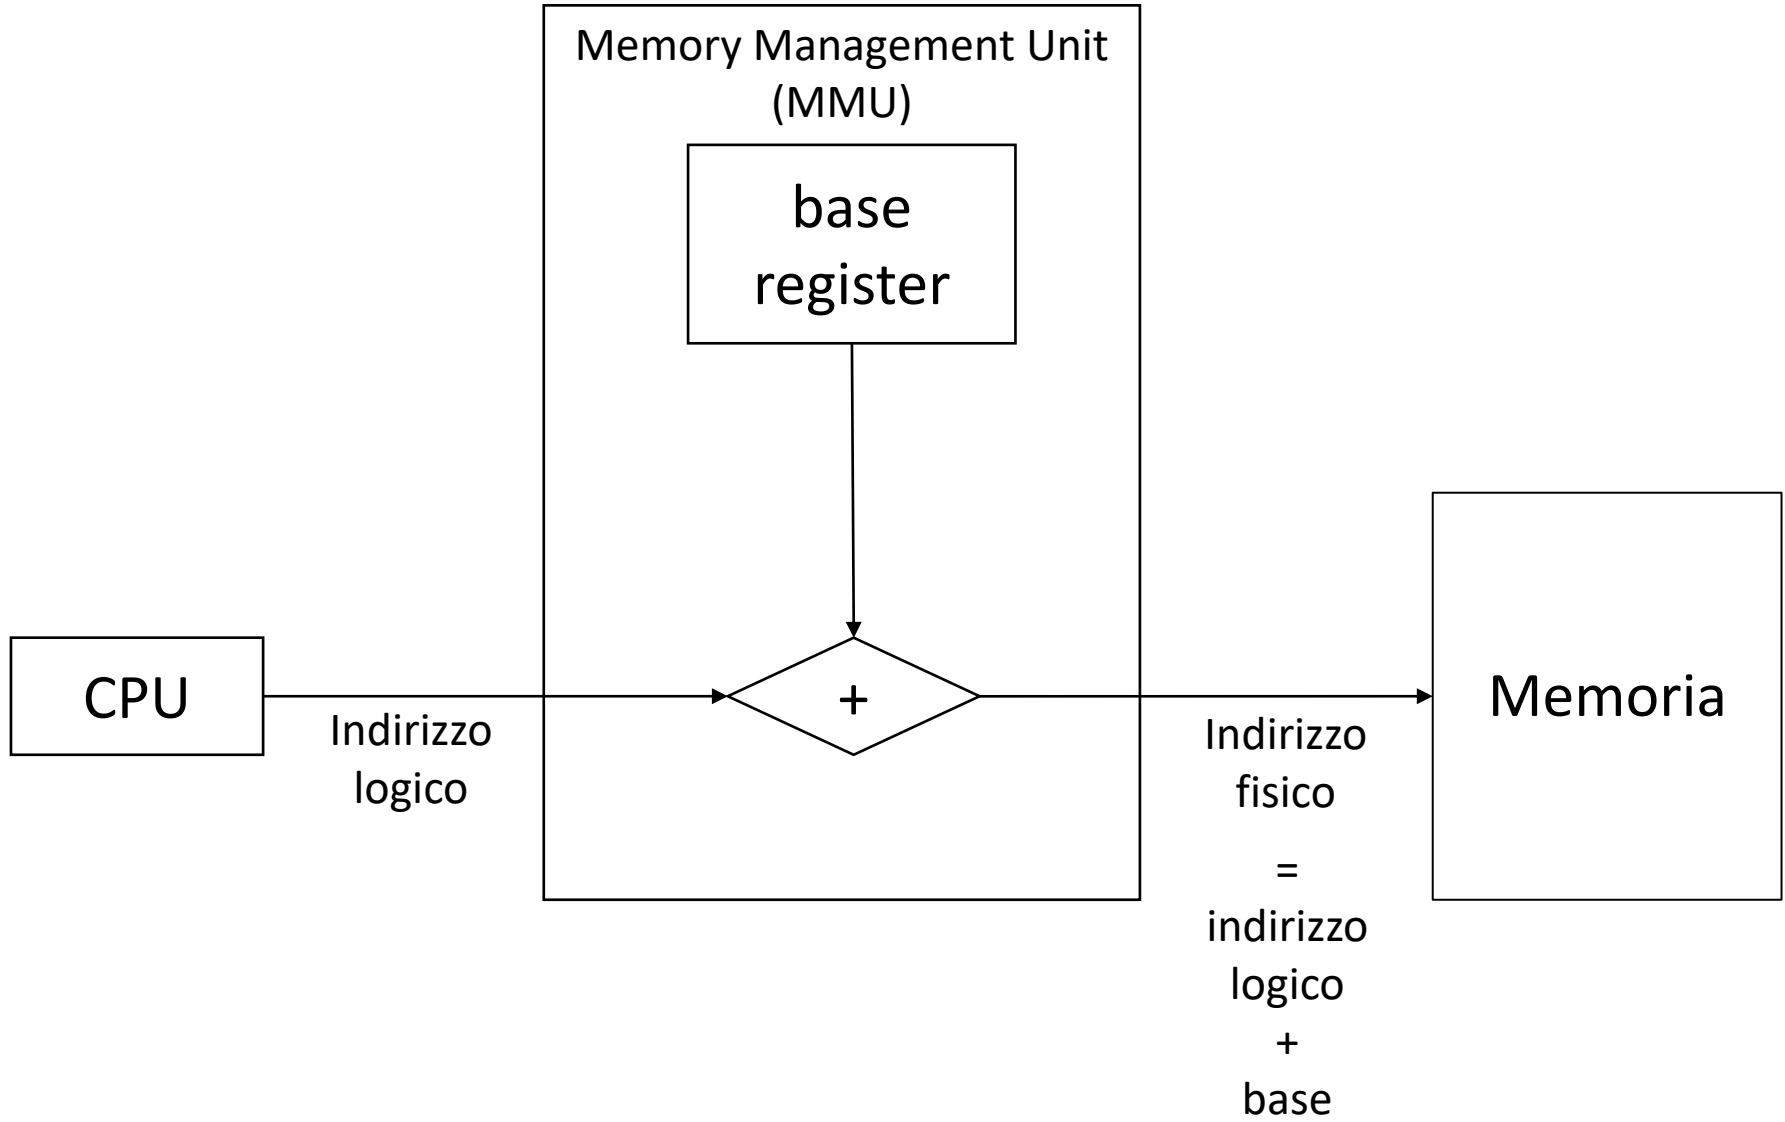 Memory Management Unit
(MMU)
base
register
CPU
+
Memoria
Indirizzo
logico
Indirizzo
fisico
=
indirizzo
logico
+
base